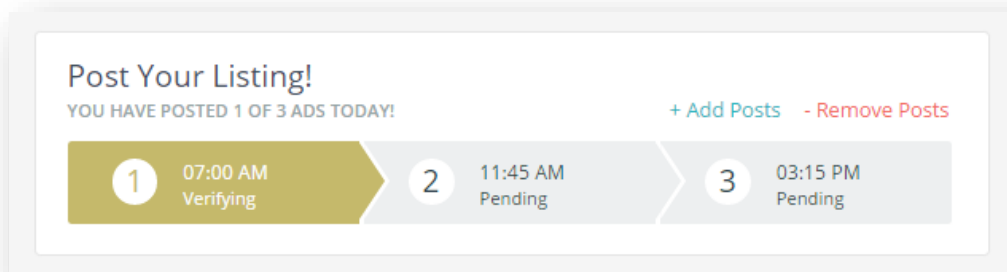 Post Your Listing!
YOU HAVE POSTED 1 OF 3 ADS TODAY!
+ Add Posts - Remove Posts
1
07:00 AM
Verifying
2
11:45 AM
Pending
3
03:15 PM
Pending